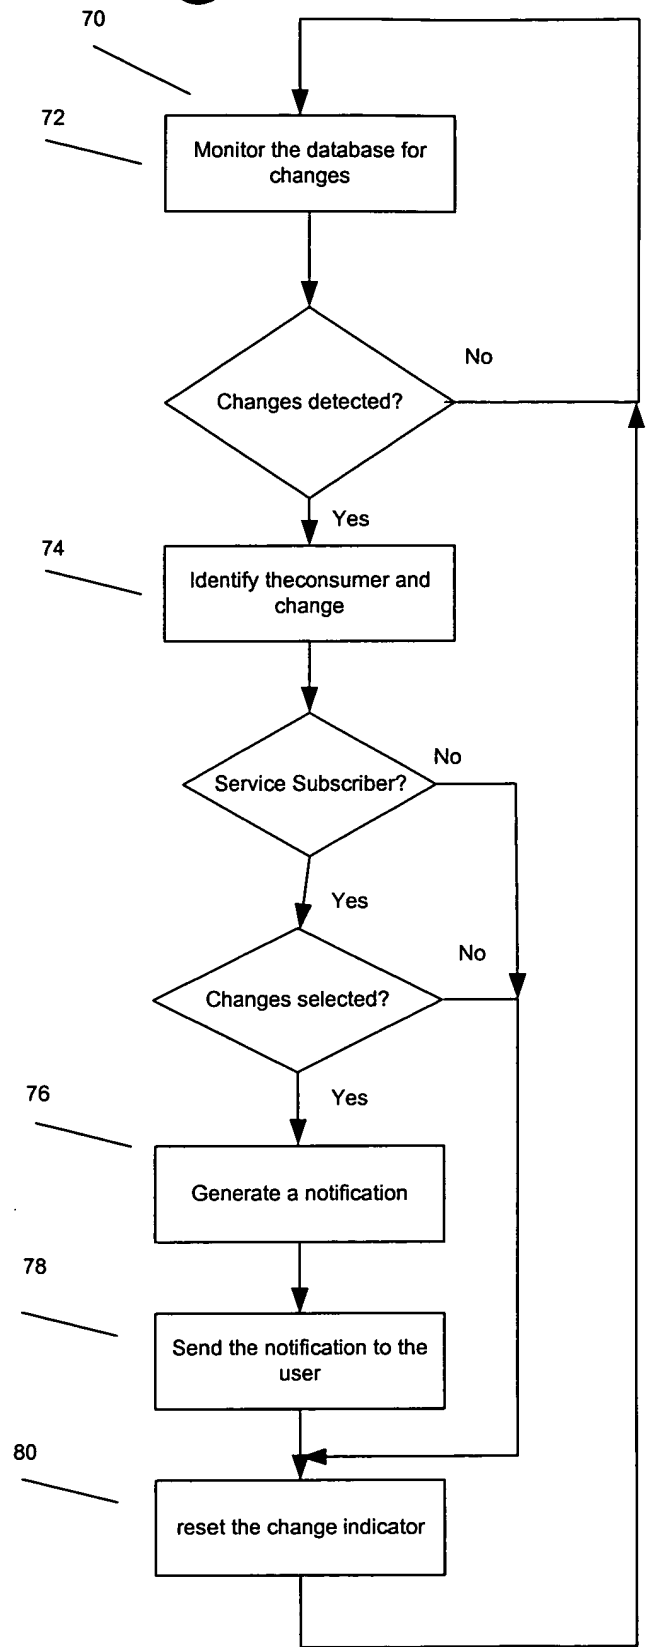 70
72
Monitor the database for
changes
No
Changes detected?
Yes
74
Identify theconsumer and
change
No
Service Subscriber?
Yes
No
Changes selected?
76
Yes
Generate a notification
78
Send the notification to the
user
80
reset the change indicator